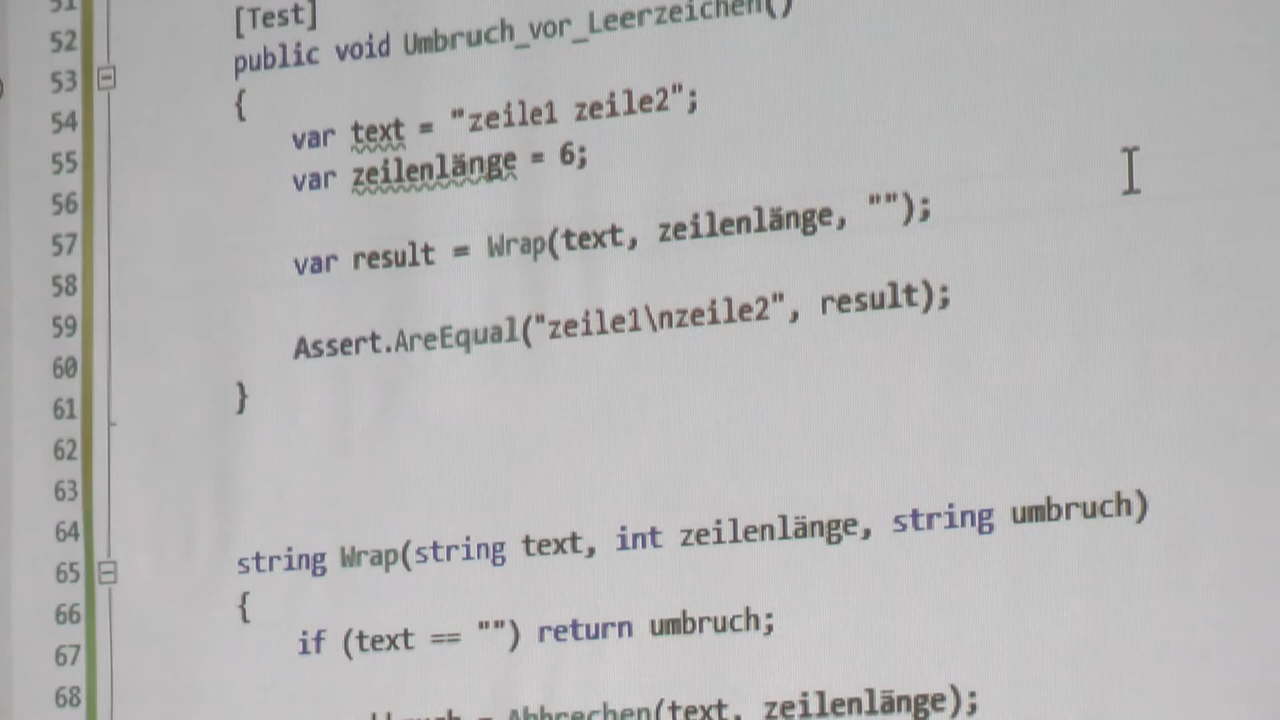 51
52 [Test]
53 public void Umbruch_vor_Leerzeichen()
54 {
55 var text = "zeile1 zeile2";
56 var zeilenlänge = 6;
57
58 var result = Wrap(text, zeilenlänge, "");
59
60 Assert.AreEqual("zeile1\nzeile2", result);
61 }
62
63
64
65 string Wrap(string text, int zeilenlänge, string umbruch)
66 {
67 if (text == "") return umbruch;
68
= Abbrechen(text, zeilenlänge);